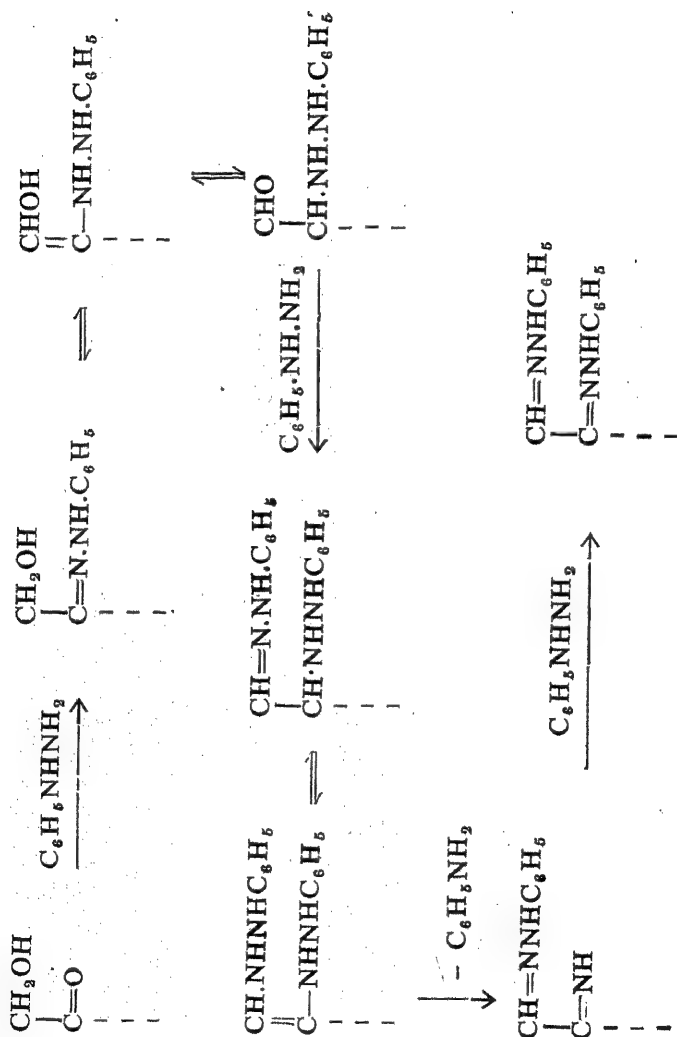 CH₂OH
C=O
C₆H₅NHNH₂
CH₂OH
C=N.NH.C₆H₅
CHOH
C—NH.NH.C₆H₅
CHO
CH.NH.NH.C₆H₅
C₆H₅.NH.NH₂
CH=N.NH.C₆H₅
CH.NHNHC₆H₅
CH.NHNHC₆H₅
C—NHNHC₆H₅
– C₆H₅NH₂
CH=NNHC₆H₅
C=NH
C₆H₅NHNH₂
CH=NNHC₆H₅
C=NNHC₆H₅